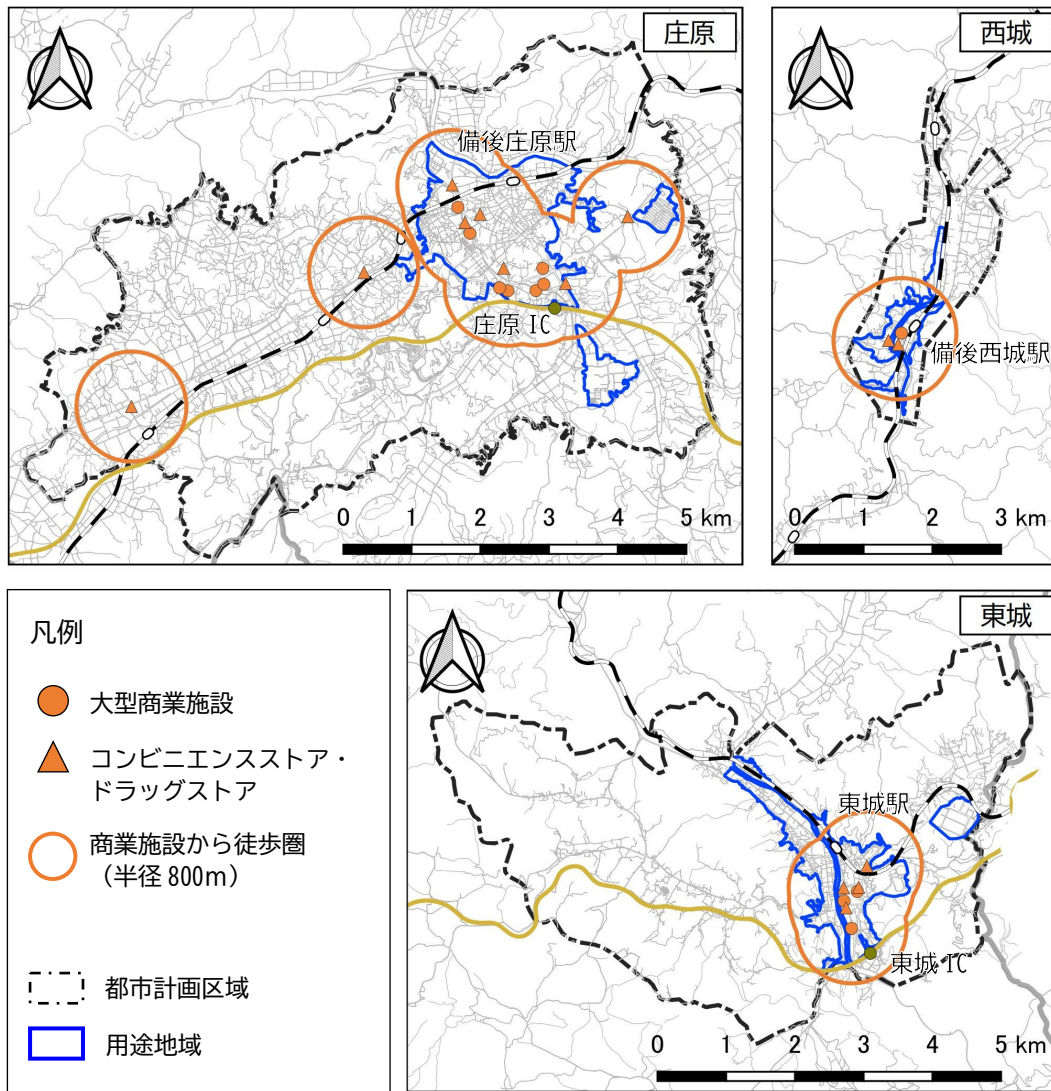 庄原
備後庄原駅
庄原 IC
0 1 2 3 4 5 km
西城
備後西城駅
0 1 2 3 km
凡例
大型商業施設
コンビニエンスストア・
ドラッグストア
商業施設から徒歩圏
（半径 800m）
都市計画区域
用途地域
東城
東城駅
東城 IC
0 1 2 3 4 5 km